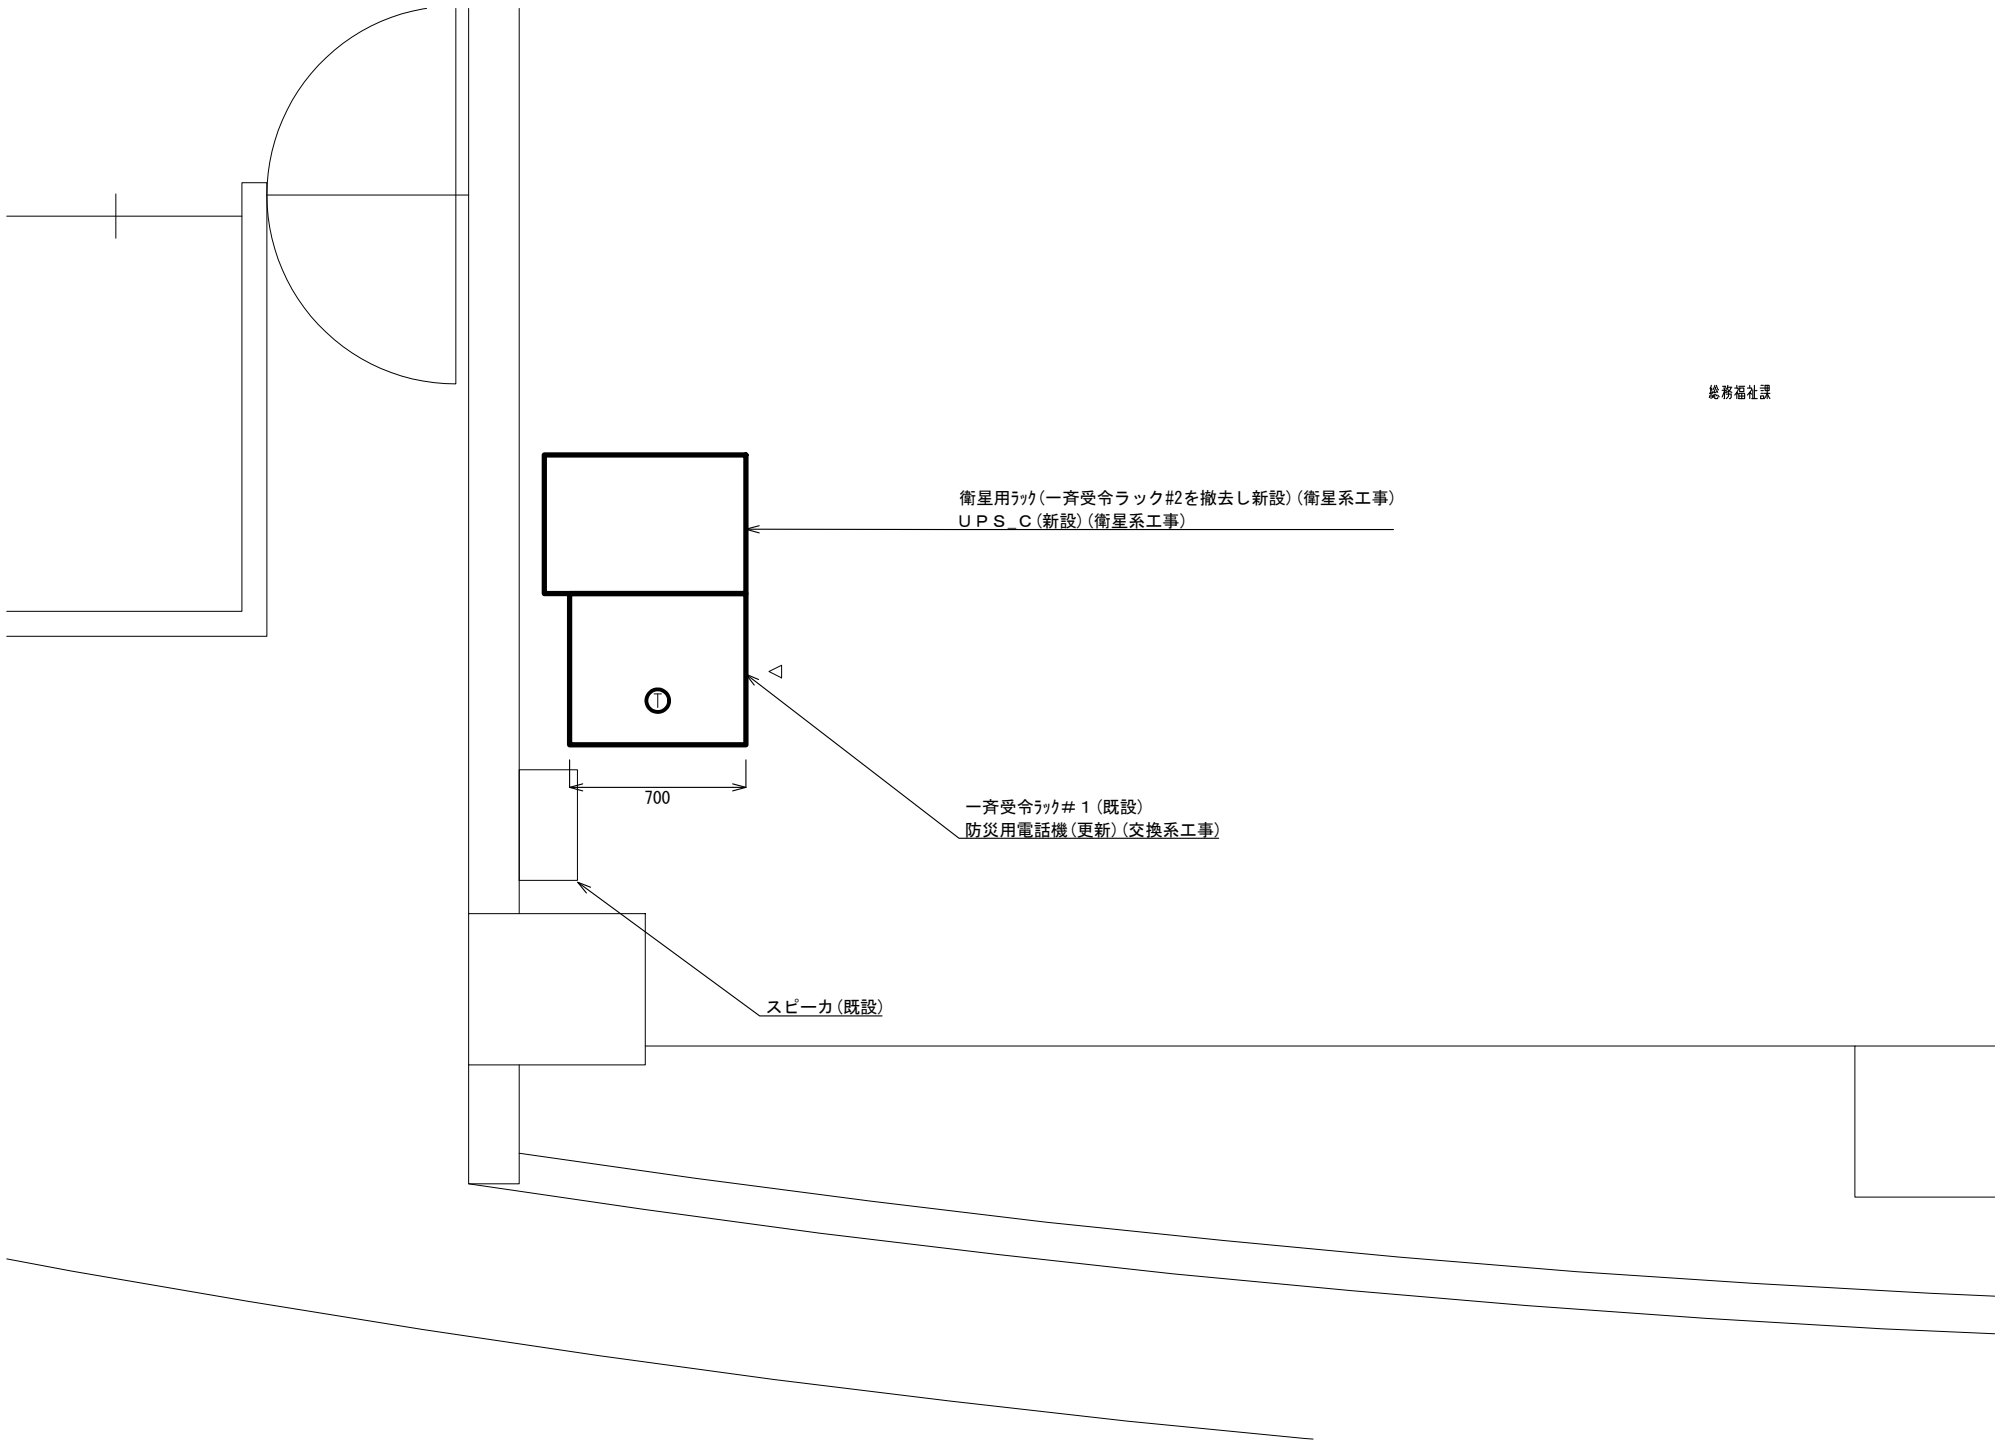 総務福祉課
衛星用ﾗｯｸ(一斉受令ラック#2を撤去し新設)(衛星系工事)
ＵＰＳ_Ｃ(新設)(衛星系工事)
T
700
一斉受令ﾗｯｸ＃１(既設)
防災用電話機(更新)(交換系工事)
スピーカ(既設)